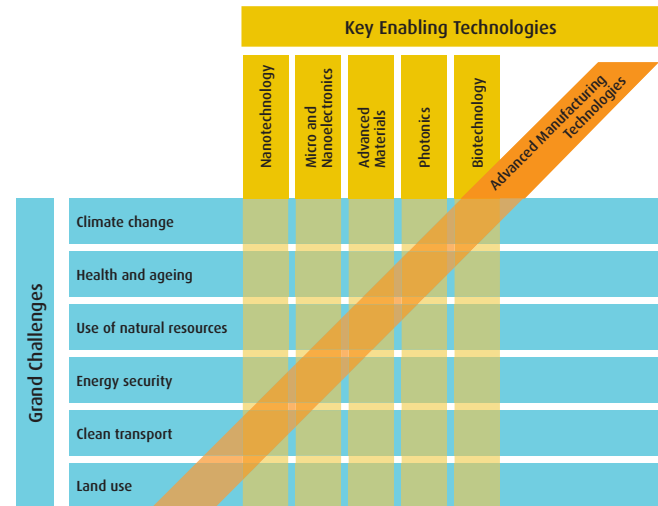 Key Enabling Technologies
Nanotechnology
Micro and
Nanoelectronics
Advanced
Materials
Photonics
Biotechnology
Advanced Manufacturing
Technologies
Grand Challenges
Climate change
Health and ageing
Use of natural resources
Energy security
Clean transport
Land use